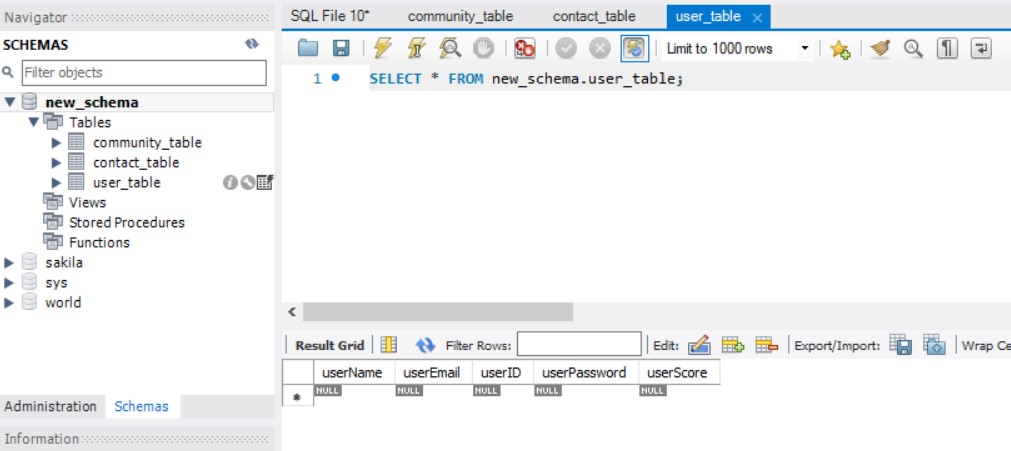 Navigator
SCHEMAS
Filter objects
new_schema
Tables
community_table
contact_table
user_table
Views
Stored Procedures
Functions
sakila
sys
world
Administration Schemas
Information
SQL File 10* community_table contact_table user_table
Limit to 1000 rows
1 SELECT * FROM new_schema.user_table;
Result Grid Filter Rows: Edit: Export/Import: Wrap Ce
userName userEmail userID userPassword userScore
NULL NULL NULL NULL NULL